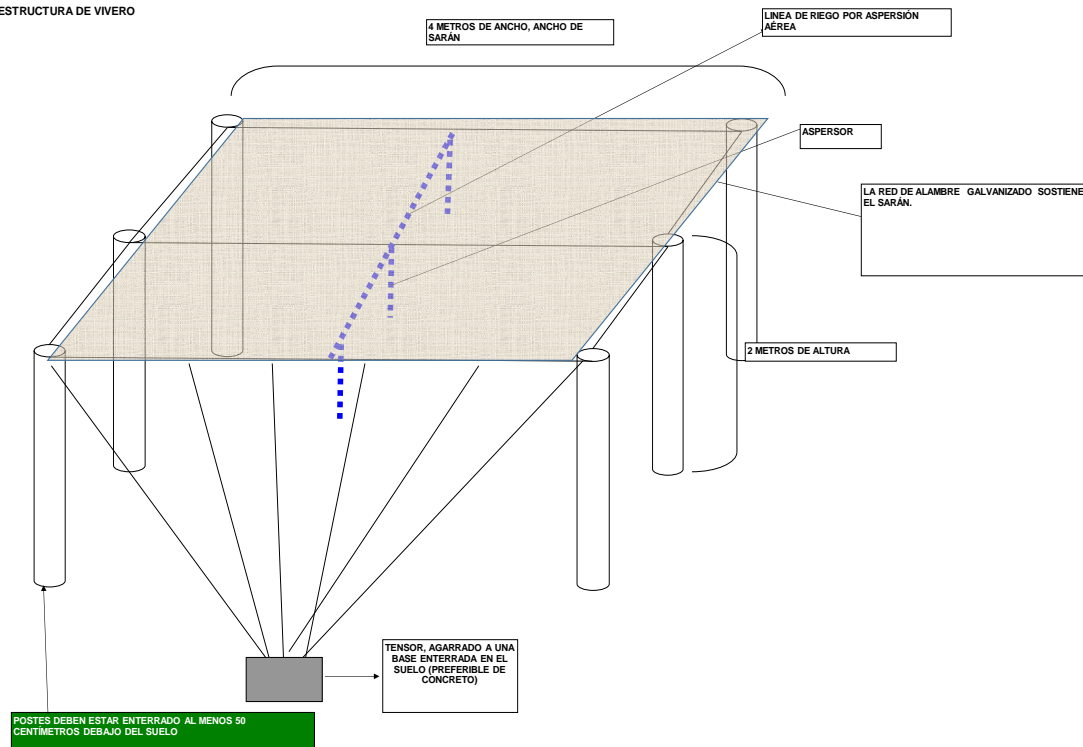 ESTRUCTURA DE VIVERO
4 METROS DE ANCHO, ANCHO DE
SARÁN
LINEA DE RIEGO POR ASPERSIÓN
AÉREA
ASPERSOR
LA RED DE ALAMBRE GALVANIZADO SOSTIENE
EL SARÁN.
2 METROS DE ALTURA
TENSOR, AGARRADO A UNA
BASE ENTERRADA EN EL
SUELO (PREFERIBLE DE
CONCRETO)
POSTES DEBEN ESTAR ENTERRADO AL MENOS 50
CENTÍMETROS DEBAJO DEL SUELO